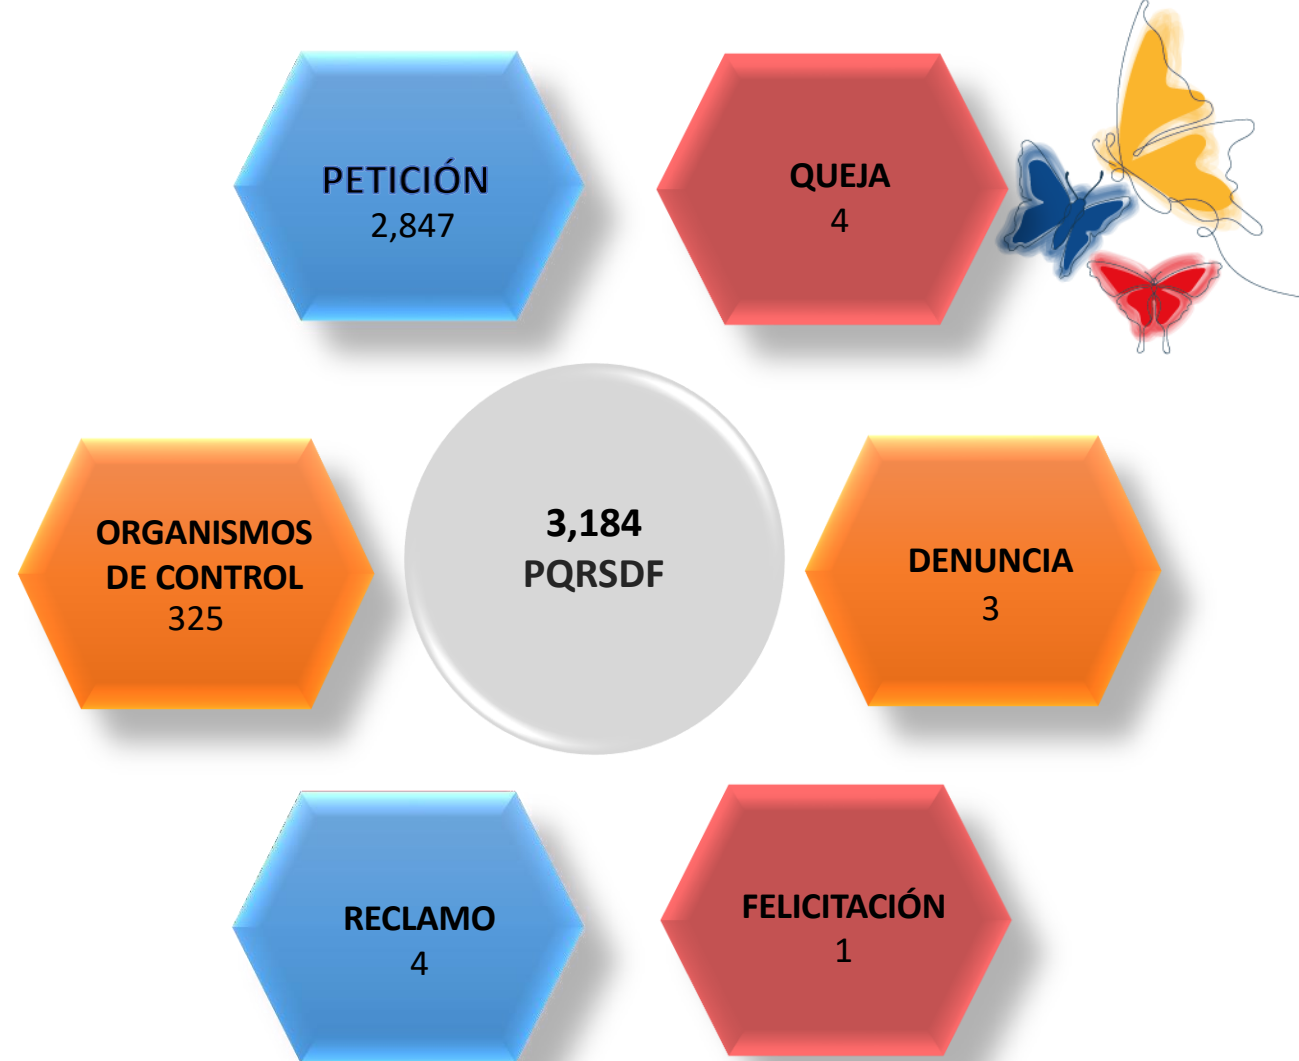 PETICIÓN
2,847
QUEJA
4
ORGANISMOS
DE CONTROL
325
3,184
PQRSDF
DENUNCIA
3
RECLAMO
4
FELICITACIÓN
1